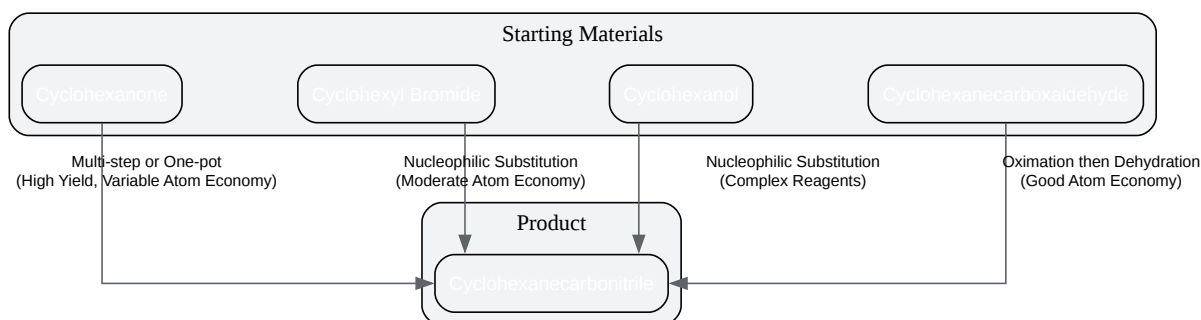 Starting Materials
Cyclohexanone
Cyclohexyl Bromide
Cyclohexanol
Cyclohexanecarboxaldehyde
Multi-step or One-pot
(High Yield, Variable Atom Economy)
Nucleophilic Substitution
(Moderate Atom Economy)
Nucleophilic Substitution
(Complex Reagents)
Oximation then Dehydration
(Good Atom Economy)
Product
Cyclohexanecarbonitrile